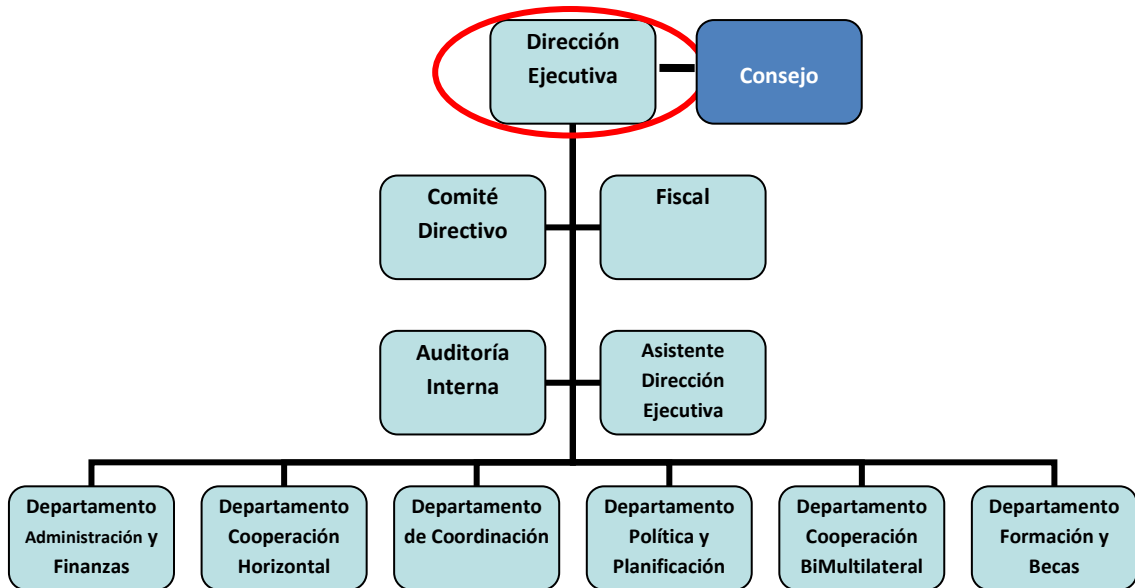 Dirección
Ejecutiva
Consejo
Comité
Directivo
Fiscal
Auditoría
Interna
Asistente
Dirección
Ejecutiva
Departamento
Administración y
Finanzas
Departamento
Cooperación
Horizontal
Departamento
de Coordinación
Departamento
Política y
Planificación
Departamento
Cooperación
BiMultilateral
Departamento
Formación y
Becas